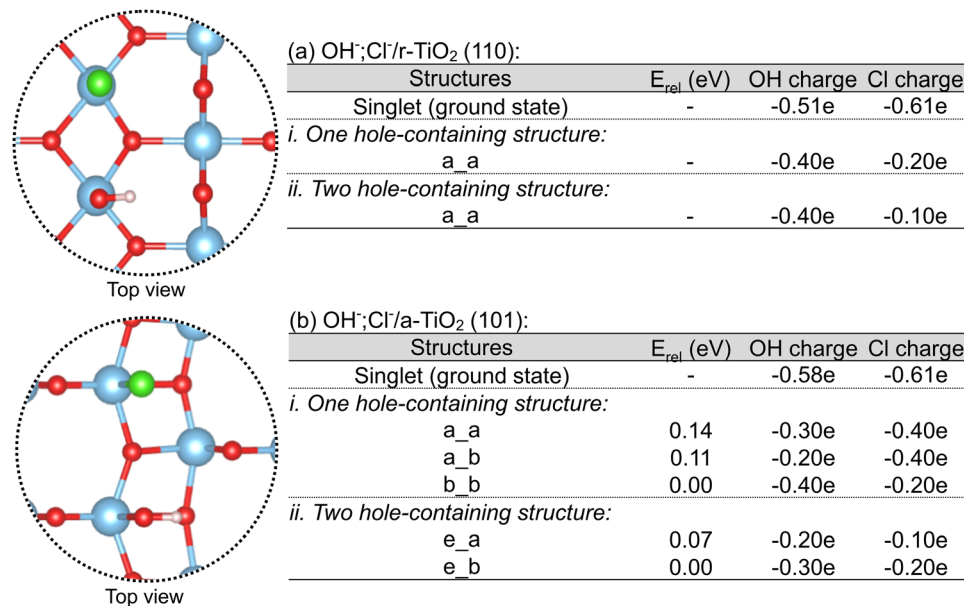 (a) OH⁻;Cl⁻/r-TiO₂ (110):
Structures E_rel (eV) OH charge Cl charge
Singlet (ground state) - -0.51e -0.61e
i. One hole-containing structure:
a_a - -0.40e -0.20e
ii. Two hole-containing structure:
a_a - -0.40e -0.10e
Top view
(b) OH⁻;Cl⁻/a-TiO₂ (101):
Structures E_rel (eV) OH charge Cl charge
Singlet (ground state) - -0.58e -0.61e
i. One hole-containing structure:
a_a 0.14 -0.30e -0.40e
a_b 0.11 -0.20e -0.40e
b_b 0.00 -0.40e -0.20e
ii. Two hole-containing structure:
e_a 0.07 -0.20e -0.10e
e_b 0.00 -0.30e -0.20e
Top view